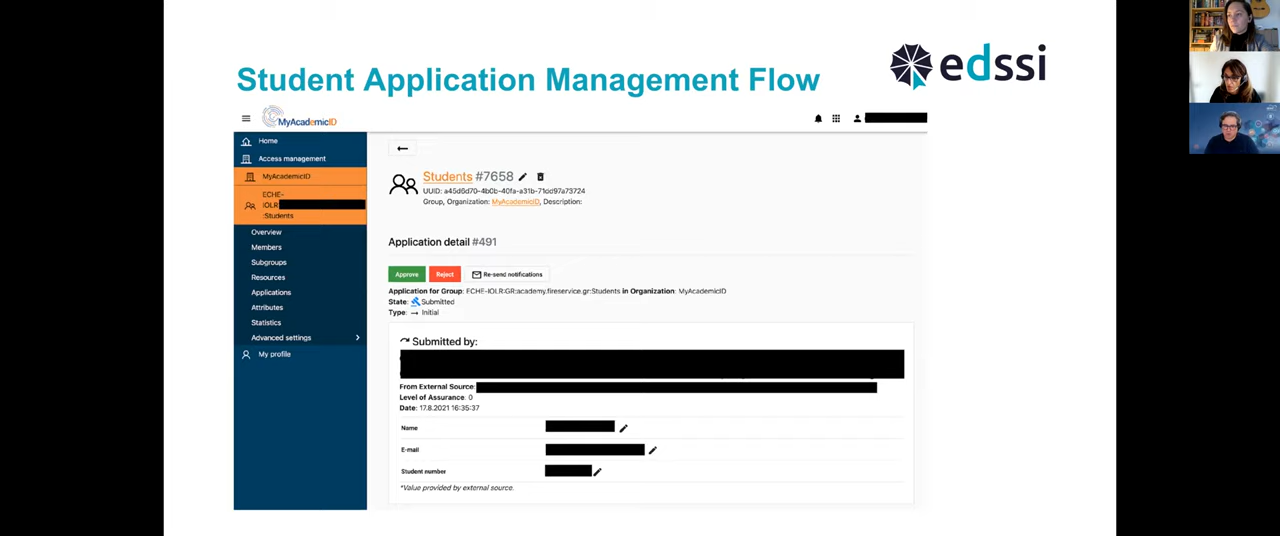 Student Application Management Flow
edssi
MyAcademicID
Home
Access management
MyAcademicID
ECHE-
IOLR
:Students
Overview
Members
Subgroups
Resources
Applications
Attributes
Statistics
Advanced settings
My profile
Students #7658
UUID: a45d6d70-4b0b-40fa-a31b-71dd97a73724
Group, Organization: MyAcademicID, Description:
Application detail #491
Approve Reject Re-send notifications
Application for Group: ECHE-IOLR:GR:academy.fireservice.gr:Students in Organization: MyAcademicID
State: Submitted
Type: Initial
Submitted by:
From External Source:
Level of Assurance: 0
Date: 17.8.2021 16:35:37
Name
E-mail
Student number
*Value provided by external source.